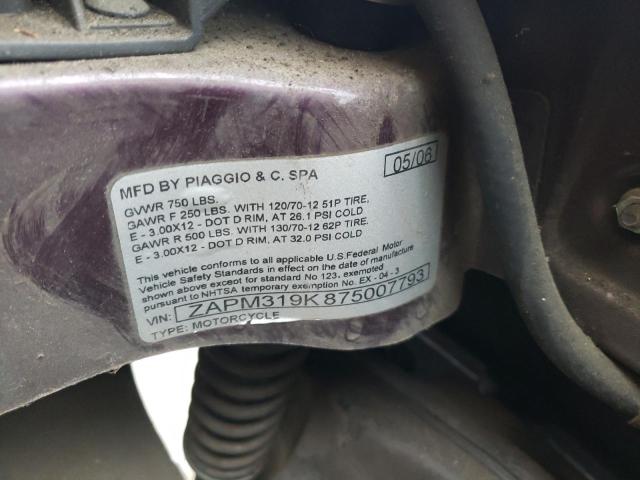 MFD BY PIAGGIO & C. SPA 05/06
GVWR 750 LBS.
GAWR F 250 LBS. WITH 120/70-12 51P TIRE,
E - 3.00X12 - DOT D RIM, AT 26.1 PSI COLD
GAWR R 500 LBS. WITH 130/70-12 62P TIRE,
E - 3.00X12 - DOT D RIM, AT 32.0 PSI COLD
This vehicle conforms to all applicable U.S.Federal Motor
Vehicle Safety Standards in effect on the date of manufacture
shown above except for standard No 123, exempted
pursuant to NHTSA temporary exemption No. EX - 04 - 3
VIN: ZAPM319K875007793
TYPE: MOTORCYCLE